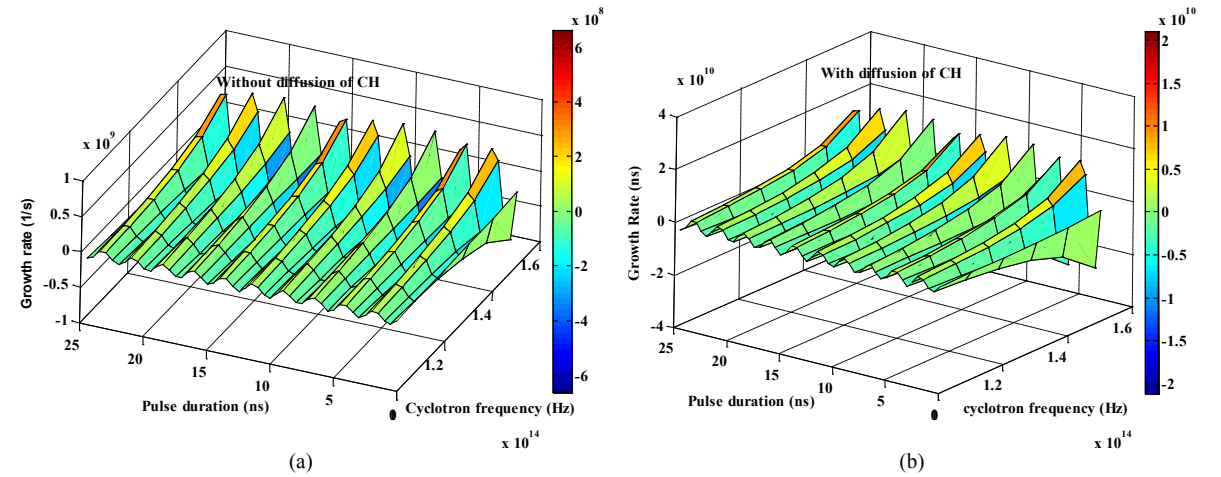 x 10^8
Without diffusion of CH
x 10^9
1
0.5
0
-0.5
-1
Growth rate (1/s)
25
20
15
10
5
0
Pulse duration (ns)
1.2
1.4
1.6
Cyclotron frequency (Hz)
x 10^14
6
4
2
0
-2
-4
-6
(a)
x 10^10
With diffusion of CH
x 10^10
4
2
0
-2
-4
Growth Rate (ns)
25
20
15
10
5
0
Pulse duration (ns)
1.2
1.4
1.6
cyclotron frequency (Hz)
x 10^14
2
1.5
1
0.5
0
-0.5
-1
-1.5
-2
(b)